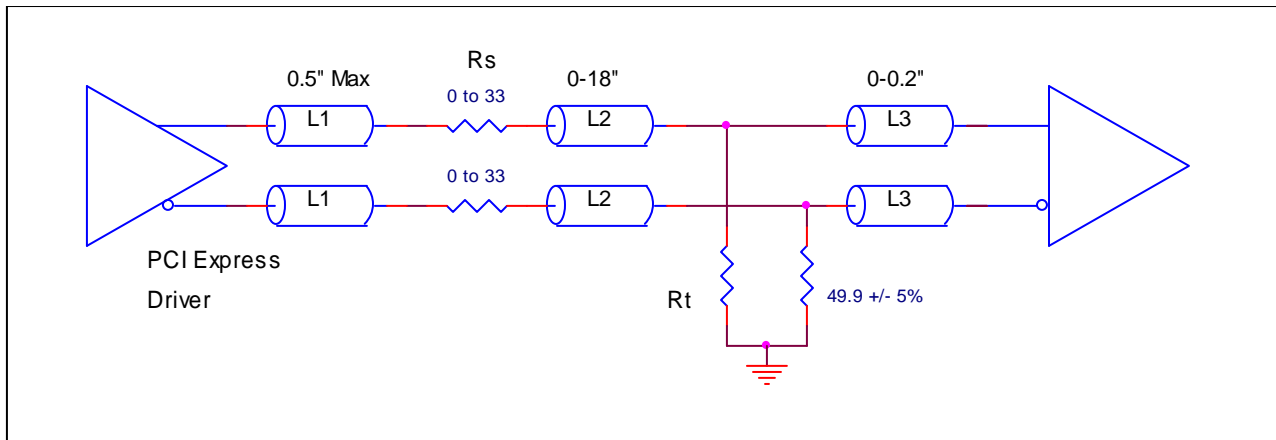 Rs
0.5" Max
0-18"
0-0.2"
0 to 33
L1
L2
L3
0 to 33
L1
L2
L3
PCI Express
Driver
Rt
49.9 +/- 5%